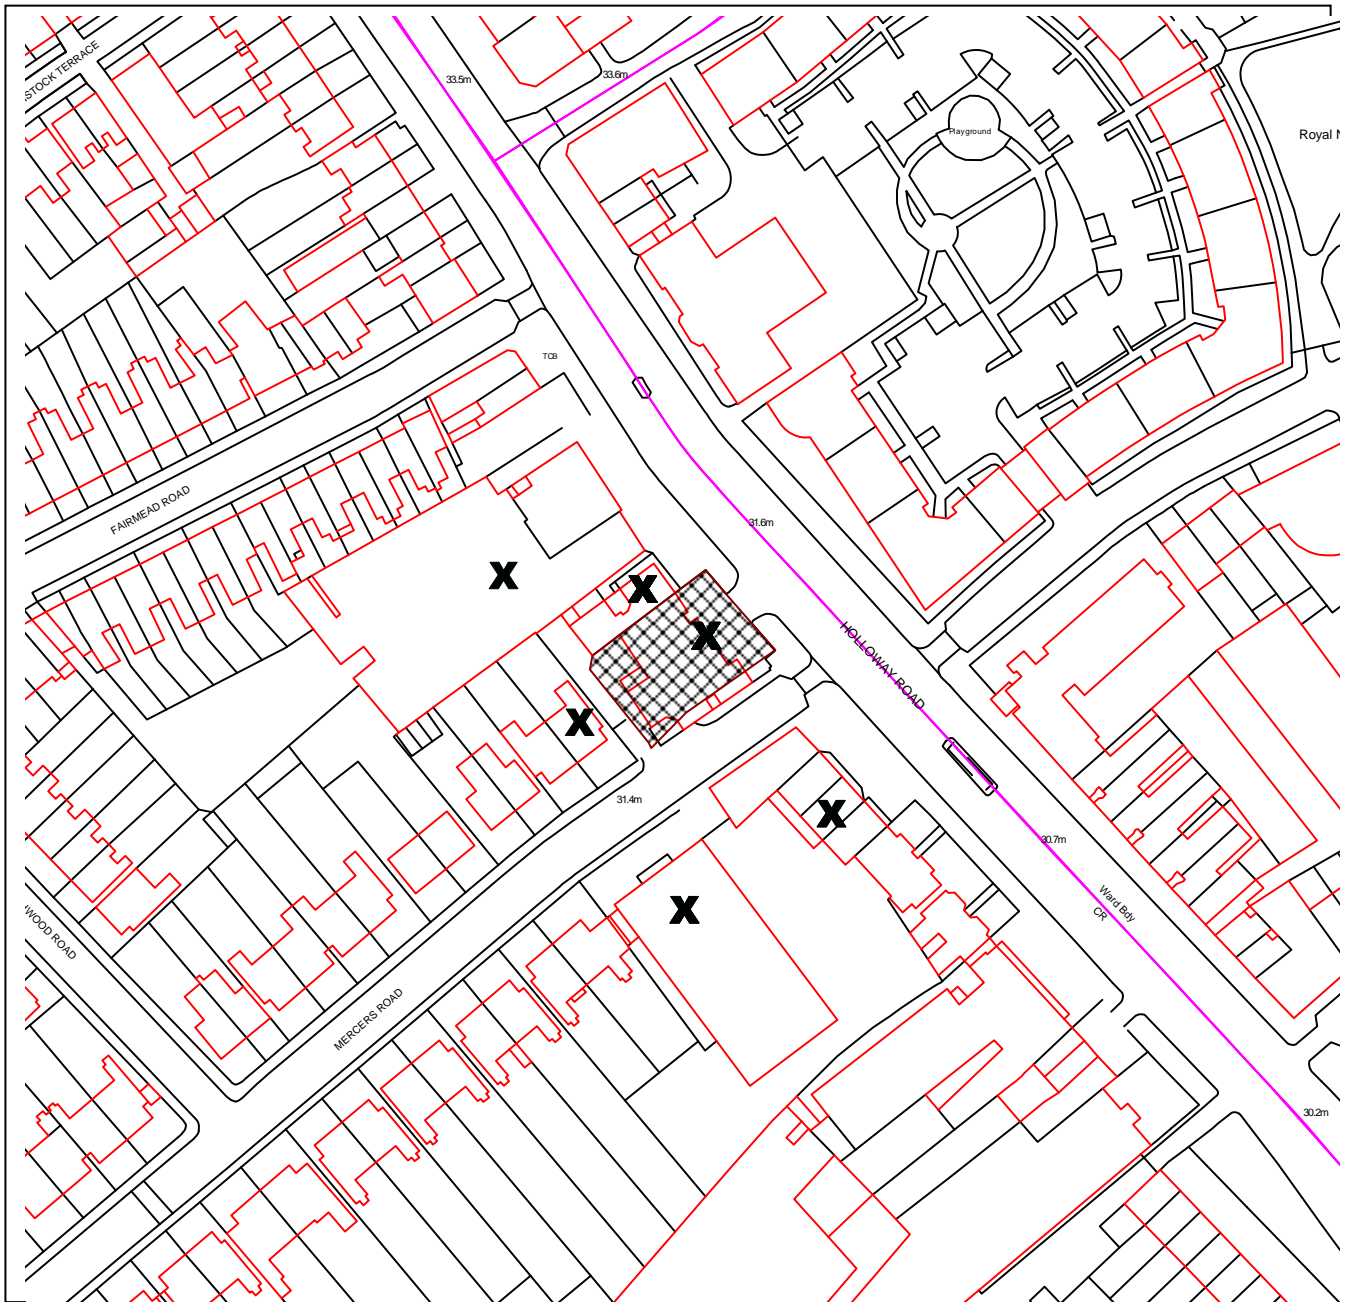 STOCK TERRACE
33.5m
33.6m
Playground
Royal N
TCB
FAIRMEAD ROAD
31.6m
X
X
X
HOLLOWAY ROAD
X
31.4m
X
30.7m
X
Ward Bdy
CR
WOOD ROAD
MERCERS ROAD
30.2m